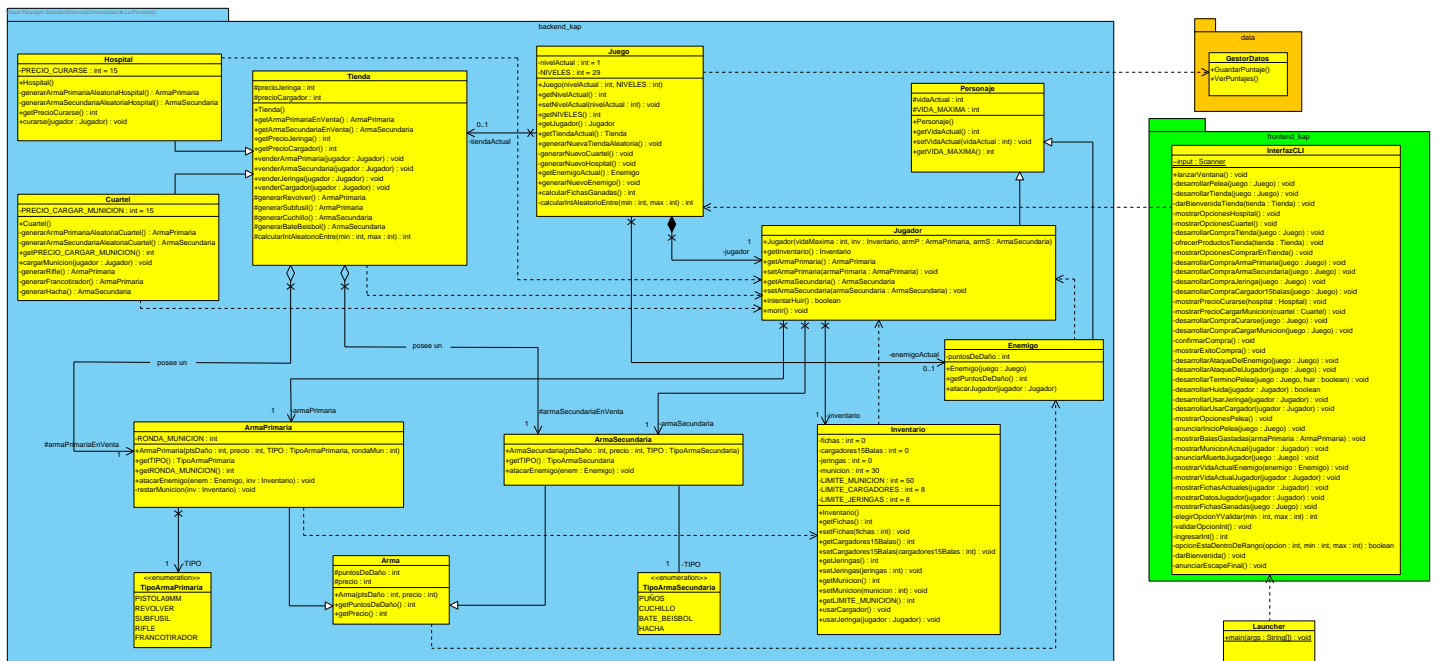 Visual Paradigm Standard(Manuel(Universidad de La Frontera))
backend_kap
Hospital
-PRECIO_CURARSE : int = 15
+Hospital()
-generarArmaPrimariaAleatoriaHospital() : ArmaPrimaria
-generarArmaSecundariaAleatoriaHospital() : ArmaSecundaria
+getPrecioCurarse() : int
+curarse(jugador : Jugador) : void
Cuartel
-PRECIO_CARGAR_MUNICION : int = 15
+Cuartel()
-generarArmaPrimariaAleatoriaCuartel() : ArmaPrimaria
-generarArmaSecundariaAleatoriaCuartel() : ArmaSecundaria
+getPRECIO_CARGAR_MUNICION() : int
+cargarMunicion(jugador : Jugador) : void
-generarRifle() : ArmaPrimaria
-generarFrancotirador() : ArmaPrimaria
-generarHacha() : ArmaSecundaria
Tienda
#precioJeringa : int
#precioCargador : int
+Tienda()
+getArmaPrimariaEnVenta() : ArmaPrimaria
+getArmaSecundariaEnVenta() : ArmaSecundaria
+getPrecioJeringa() : int
+getPrecioCargador() : int
+venderArmaPrimaria(jugador : Jugador) : void
+venderArmaSecundaria(jugador : Jugador) : void
+venderJeringa(jugador : Jugador) : void
+venderCargador(jugador : Jugador) : void
#generarRevolver() : ArmaPrimaria
#generarSubfusil() : ArmaPrimaria
#generarCuchillo() : ArmaSecundaria
#generarBateBeisbol() : ArmaSecundaria
#calcularIntAleatorioEntre(min : int, max : int) : int
0..1
-tiendaActual
Juego
-nivelActual : int = 1
-NIVELES : int = 29
+Juego(nivelActual : int, NIVELES : int)
+getNivelActual() : int
+setNivelActual(nivelActual : int) : void
+getNIVELES() : int
+getJugador() : Jugador
+getTiendaActual() : Tienda
+generarNuevaTiendaAleatoria() : void
-generarNuevoCuartel() : void
-generarNuevoHospital() : void
+getEnemigoActual() : Enemigo
+generarNuevoEnemigo() : void
+calcularFichasGanadas() : int
-calcularIntAleatorioEntre(min : int, max : int) : int
Personaje
#vidaActual : int
#VIDA_MAXIMA : int
+Personaje()
+getVidaActual() : int
+setVidaActual(vidaActual : int) : void
+getVIDA_MAXIMA() : int
1
-jugador
Jugador
+Jugador(vidaMaxima : int, inv : Inventario, armP : ArmaPrimaria, armS : ArmaSecundaria)
+getInventario() : Inventario
+getArmaPrimaria() : ArmaPrimaria
+setArmaPrimaria(armaPrimaria : ArmaPrimaria) : void
+getArmaSecundaria() : ArmaSecundaria
+setArmaSecundaria(armaSecundaria : ArmaSecundaria) : void
+intentarHuir() : boolean
+morir() : void
-enemigoActual
0..1
Enemigo
-puntosDeDaño : int
+Enemigo(juego : Juego)
+getPuntosDeDaño() : int
+atacarJugador(jugador : Jugador)
posee un
posee un
1
-armaPrimaria
#armaPrimariaEnVenta
1
#armaSecundariaEnVenta
1
1
-armaSecundaria
1
-inventario
ArmaPrimaria
-RONDA_MUNICION : int
+ArmaPrimaria(ptsDaño : int, precio : int, TIPO : TipoArmaPrimaria, rondaMun : int)
+getTIPO() : TipoArmaPrimaria
+getRONDA_MUNICION() : int
+atacarEnemigo(enem : Enemigo, inv : Inventario) : void
-restarMunicion(inv : Inventario) : void
ArmaSecundaria
+ArmaSecundaria(ptsDaño : int, precio : int, TIPO : TipoArmaSecundaria)
+getTIPO() : TipoArmaSecundaria
+atacarEnemigo(enem : Enemigo) : void
Inventario
-fichas : int = 0
-cargadores15Balas : int = 0
-jeringas : int = 0
-municion : int = 30
-LIMITE_MUNICION : int = 50
-LIMITE_CARGADORES : int = 8
-LIMITE_JERINGAS : int = 8
+Inventario()
+getFichas() : int
+setFichas(fichas : int) : void
+getCargadores15Balas() : int
+setCargadores15Balas(cargadores15Balas : int) : void
+getJeringas() : int
+setJeringas(jeringas : int) : void
+getMunicion() : int
+setMunicion(municion : int) : void
+getLIMITE_MUNICION() : int
+usarCargador() : void
+usarJeringa(jugador : Jugador) : void
1
-TIPO
<<enumeration>>
TipoArmaPrimaria
PISTOLA9MM
REVOLVER
SUBFUSIL
RIFLE
FRANCOTIRADOR
Arma
#puntosDeDaño : int
#precio : int
+Arma(ptsDaño : int, precio : int)
+getPuntosDeDaño() : int
+getPrecio() : int
1
-TIPO
<<enumeration>>
TipoArmaSecundaria
PUÑOS
CUCHILLO
BATE_BEISBOL
HACHA
data
GestorDatos
+GuardarPuntaje()
+VerPuntajes()
frontend_kap
InterfazCLI
-input : Scanner
+lanzarVentana() : void
-desarrollarPelea(juego : Juego) : void
-desarrollarTienda(juego : Juego) : void
-darBienvenidaTienda(tienda : Tienda) : void
-mostrarOpcionesHospital() : void
-mostrarOpcionesCuartel() : void
-desarrollarCompraTienda(juego : Juego) : void
-ofrecerProductosTienda(tienda : Tienda) : void
-mostrarOpcionesComprarEnTienda() : void
-desarrollarCompraArmaPrimaria(juego : Juego) : void
-desarrollarCompraArmaSecundaria(juego : Juego) : void
-desarrollarCompraJeringa(juego : Juego) : void
-desarrollarCompraCargador15balas(juego : Juego) : void
-mostrarPrecioCurarse(hospital : Hospital) : void
-mostrarPrecioCargarMunicion(cuartel : Cuartel) : void
-desarrollarCompraCurarse(juego : Juego) : void
-desarrollarCompraCargarMunicion(juego : Juego) : void
-confirmarCompra() : void
-mostrarExitoCompra() : void
-desarrollarAtaqueDelEnemigo(juego : Juego) : void
-desarrollarAtaqueDelJugador(juego : Juego) : void
-desarrollarTerminoPelea(juego : Juego, huir : boolean) : void
-desarrollarHuida(jugador : Jugador) : boolean
-desarrollarUsarJeringa(jugador : Jugador) : void
-desarrollarUsarCargador(jugador : Jugador) : void
-mostrarOpcionesPelea() : void
-anunciarInicioPelea(juego : Juego) : void
-mostrarBalasGastadas(armaPrimaria : ArmaPrimaria) : void
-mostrarMunicionActual(jugador : Jugador) : void
-anunciarMuerteJugador(juego : Juego) : void
-mostrarVidaActualEnemigo(enemigo : Enemigo) : void
-mostrarVidaActualJugador(jugador : Jugador) : void
-mostrarFichasActuales(jugador : Jugador) : void
-mostrarDatosJugador(jugador : Jugador) : void
-mostrarFichasGanadas(juego : Juego) : void
-elegirOpcionYValidar(min : int, max : int) : int
-validarOpcionInt() : void
-ingresarInt() : int
-opcionEstaDentroDeRango(opcion : int, min : int, max : int) : boolean
-darBienvenida() : void
-anunciarEscapeFinal() : void
Launcher
+main(args : String[]) : void